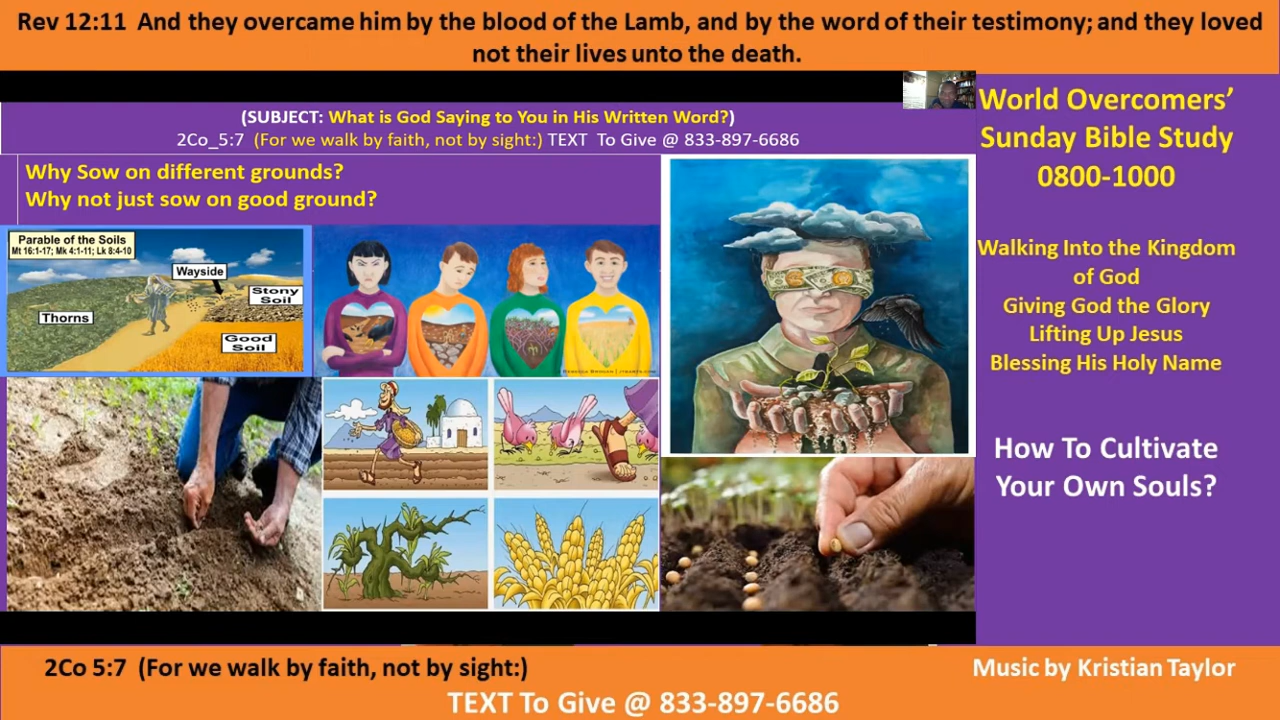 Rev 12:11 And they overcame him by the blood of the Lamb, and by the word of their testimony; and they loved
not their lives unto the death.
(SUBJECT: What is God Saying to You in His Written Word?)
2Co_5:7 (For we walk by faith, not by sight:) TEXT To Give @ 833-897-6686
Why Sow on different grounds?
Why not just sow on good ground?
Parable of the Soils
Mt 16:1-17; Mk 4:1-11; Lk 8:4-10
Wayside
Stony
Soil
Thorns
Good
Soil
World Overcomers’
Sunday Bible Study
0800-1000
Walking Into the Kingdom
of God
Giving God the Glory
Lifting Up Jesus
Blessing His Holy Name
How To Cultivate
Your Own Souls?
2Co 5:7 (For we walk by faith, not by sight:)
Music by Kristian Taylor
TEXT To Give @ 833-897-6686